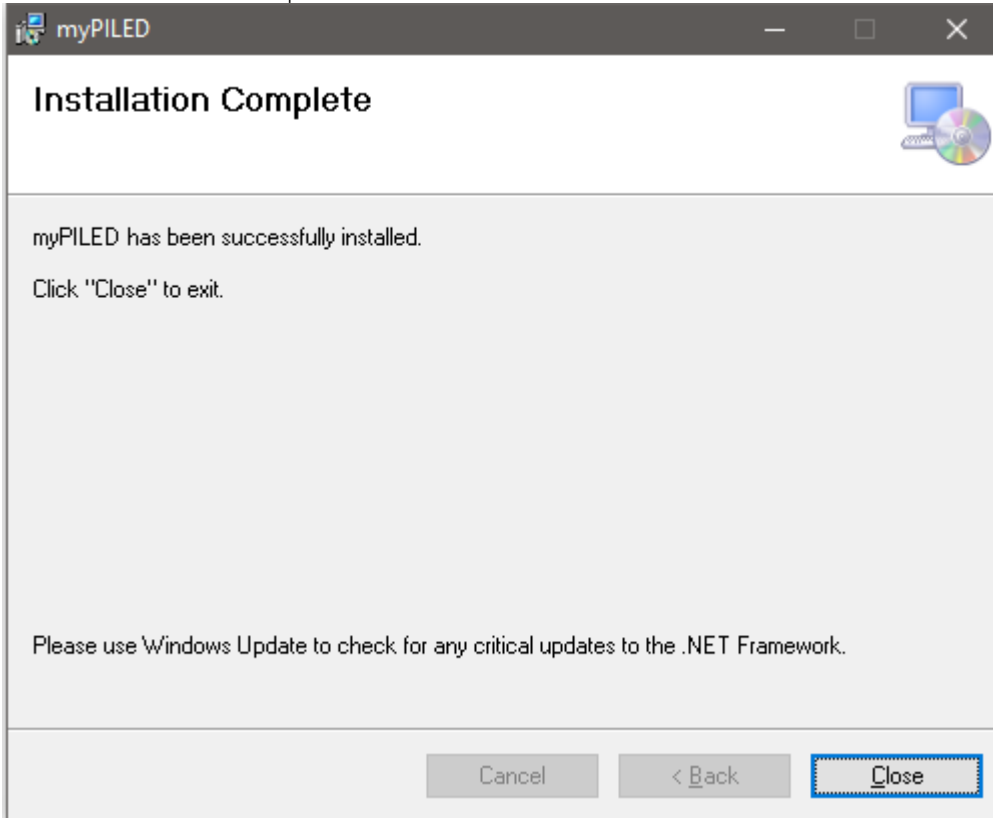 myPILED
Installation Complete
myPILED has been successfully installed.
Click "Close" to exit.
Please use Windows Update to check for any critical updates to the .NET Framework.
Cancel
< Back
Close